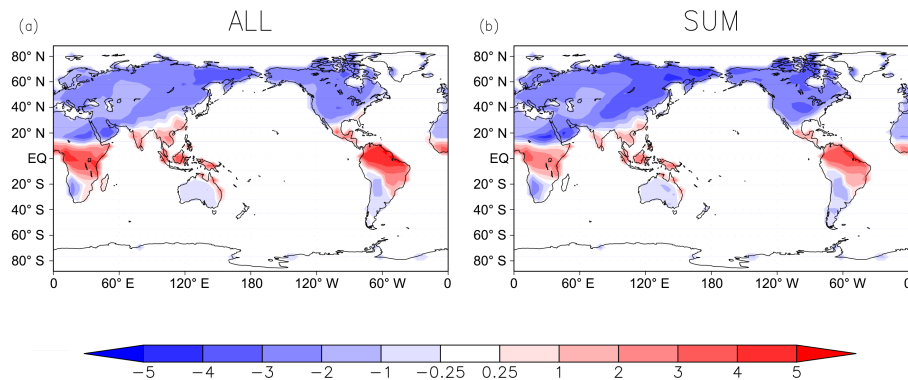 (a) ALL (b) SUM
80° N 80° N
60° N 60° N
40° N 40° N
20° N 20° N
EQ EQ
20° S 20° S
40° S 40° S
60° S 60° S
80° S 80° S
0 60° E 120° E 180° 120° W 60° W 0 0 60° E 120° E 180° 120° W 60° W 0
−5 −4 −3 −2 −1 −0.25 0.25 1 2 3 4 5